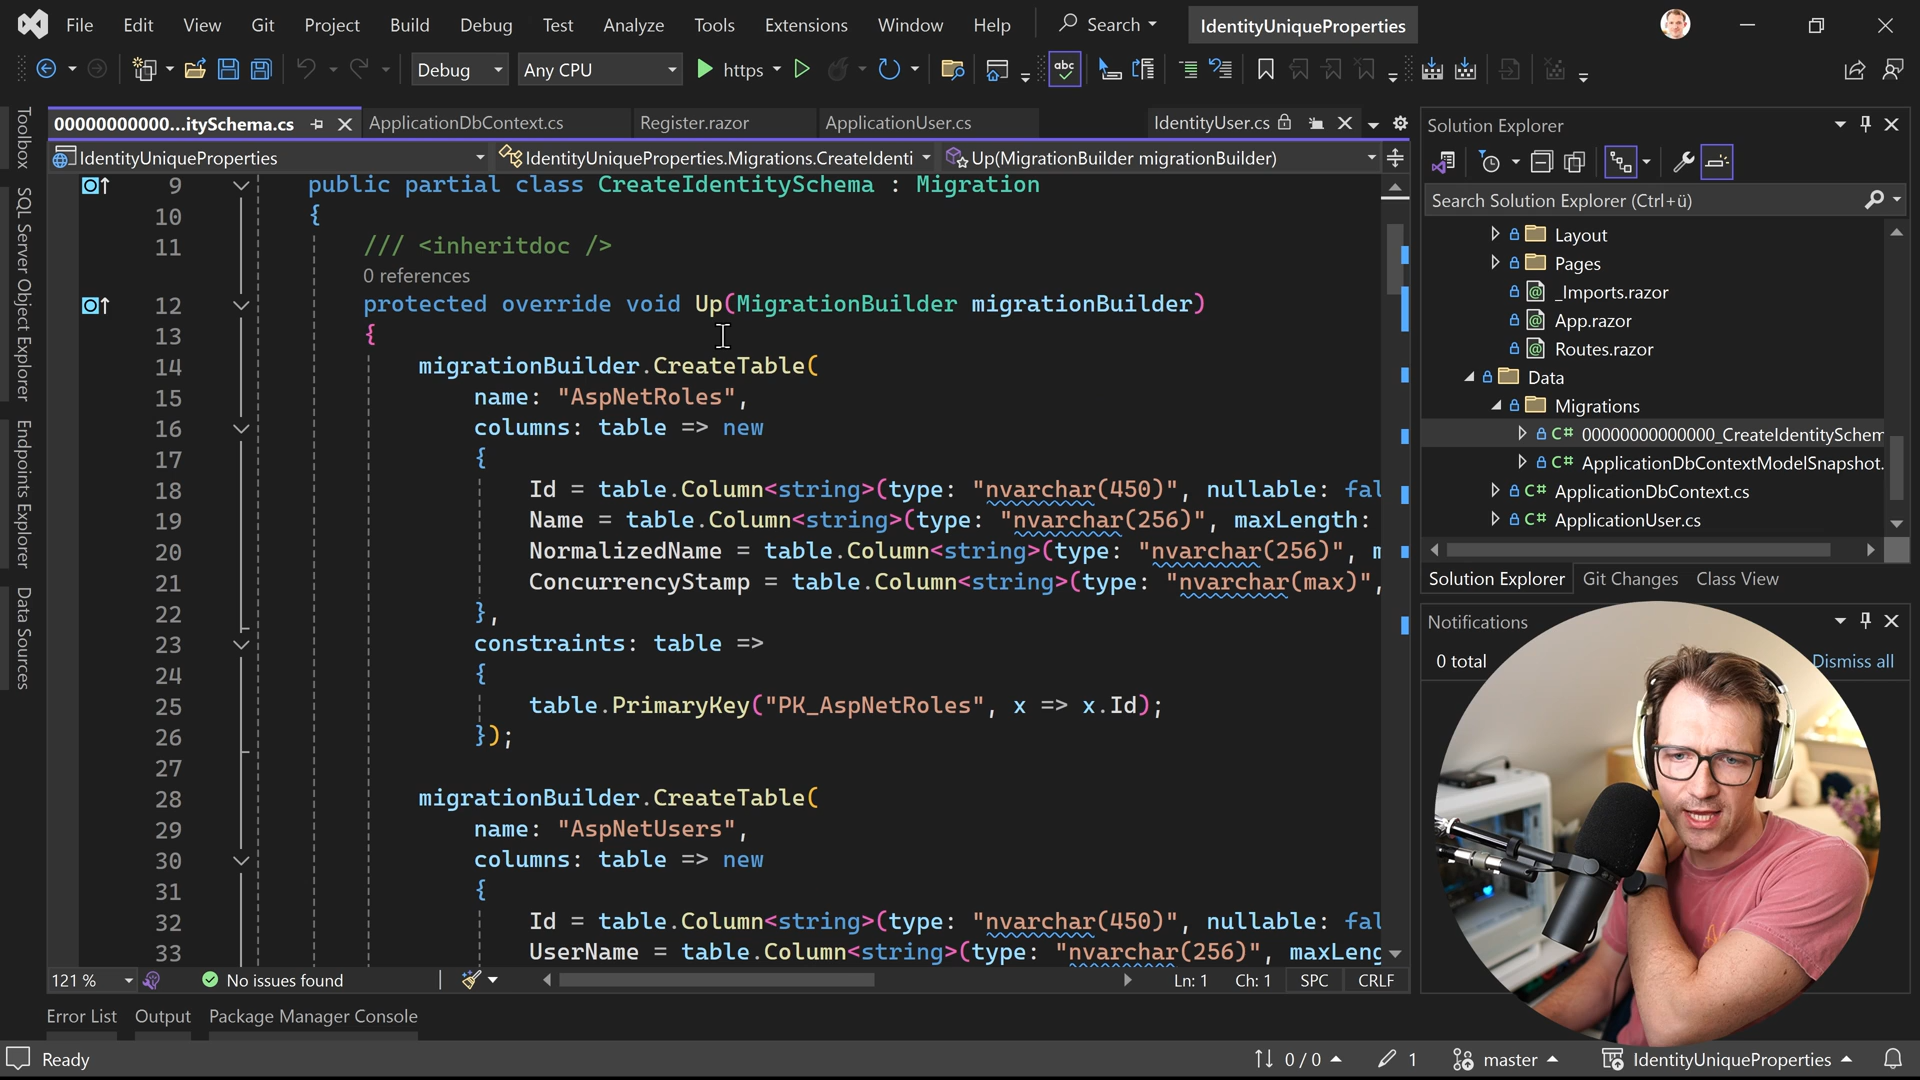 File Edit View Git Project Build Debug Test Analyze Tools Extensions Window Help Search IdentityUniqueProperties
Debug Any CPU https abc
00000000000...itySchema.cs ApplicationDbContext.cs Register.razor ApplicationUser.cs IdentityUser.cs
IdentityUniqueProperties IdentityUniqueProperties.Migrations.CreateIdenti Up(MigrationBuilder migrationBuilder)
Toolbox
SQL Server Object Explorer
Endpoints Explorer
Data Sources
9 public partial class CreateIdentitySchema : Migration
10 {
11 /// <inheritdoc />
0 references
12 protected override void Up(MigrationBuilder migrationBuilder)
13 {
14 migrationBuilder.CreateTable(
15 name: "AspNetRoles",
16 columns: table => new
17 {
18 Id = table.Column<string>(type: "nvarchar(450)", nullable: fal
19 Name = table.Column<string>(type: "nvarchar(256)", maxLength:
20 NormalizedName = table.Column<string>(type: "nvarchar(256)", m
21 ConcurrencyStamp = table.Column<string>(type: "nvarchar(max)",
22 },
23 constraints: table =>
24 {
25 table.PrimaryKey("PK_AspNetRoles", x => x.Id);
26 });
27
28 migrationBuilder.CreateTable(
29 name: "AspNetUsers",
30 columns: table => new
31 {
32 Id = table.Column<string>(type: "nvarchar(450)", nullable: fal
33 UserName = table.Column<string>(type: "nvarchar(256)", maxLeng
121 % No issues found Ln: 1 Ch: 1 SPC CRLF
Solution Explorer
Search Solution Explorer (Ctrl+ü)
Layout
Pages
_Imports.razor
App.razor
Routes.razor
Data
Migrations
C# 00000000000000_CreateIdentitySchem
C# ApplicationDbContextModelSnapshot.
C# ApplicationDbContext.cs
C# ApplicationUser.cs
Solution Explorer Git Changes Class View
Notifications
0 total Dismiss all
Error List Output Package Manager Console
Ready 0 / 0 1 master IdentityUniqueProperties